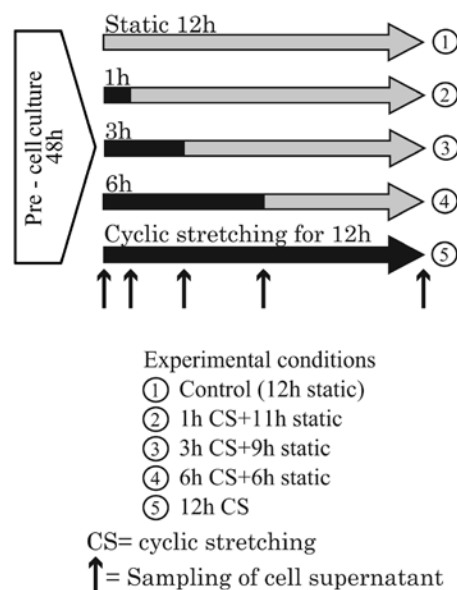 Static 12h
①
1h
②
Pre - cell culture
48h
3h
③
6h
④
Cyclic stretching for 12h
⑤
Experimental conditions
① Control (12h static)
② 1h CS+11h static
③ 3h CS+9h static
④ 6h CS+6h static
⑤ 12h CS
CS= cyclic stretching
↑= Sampling of cell supernatant